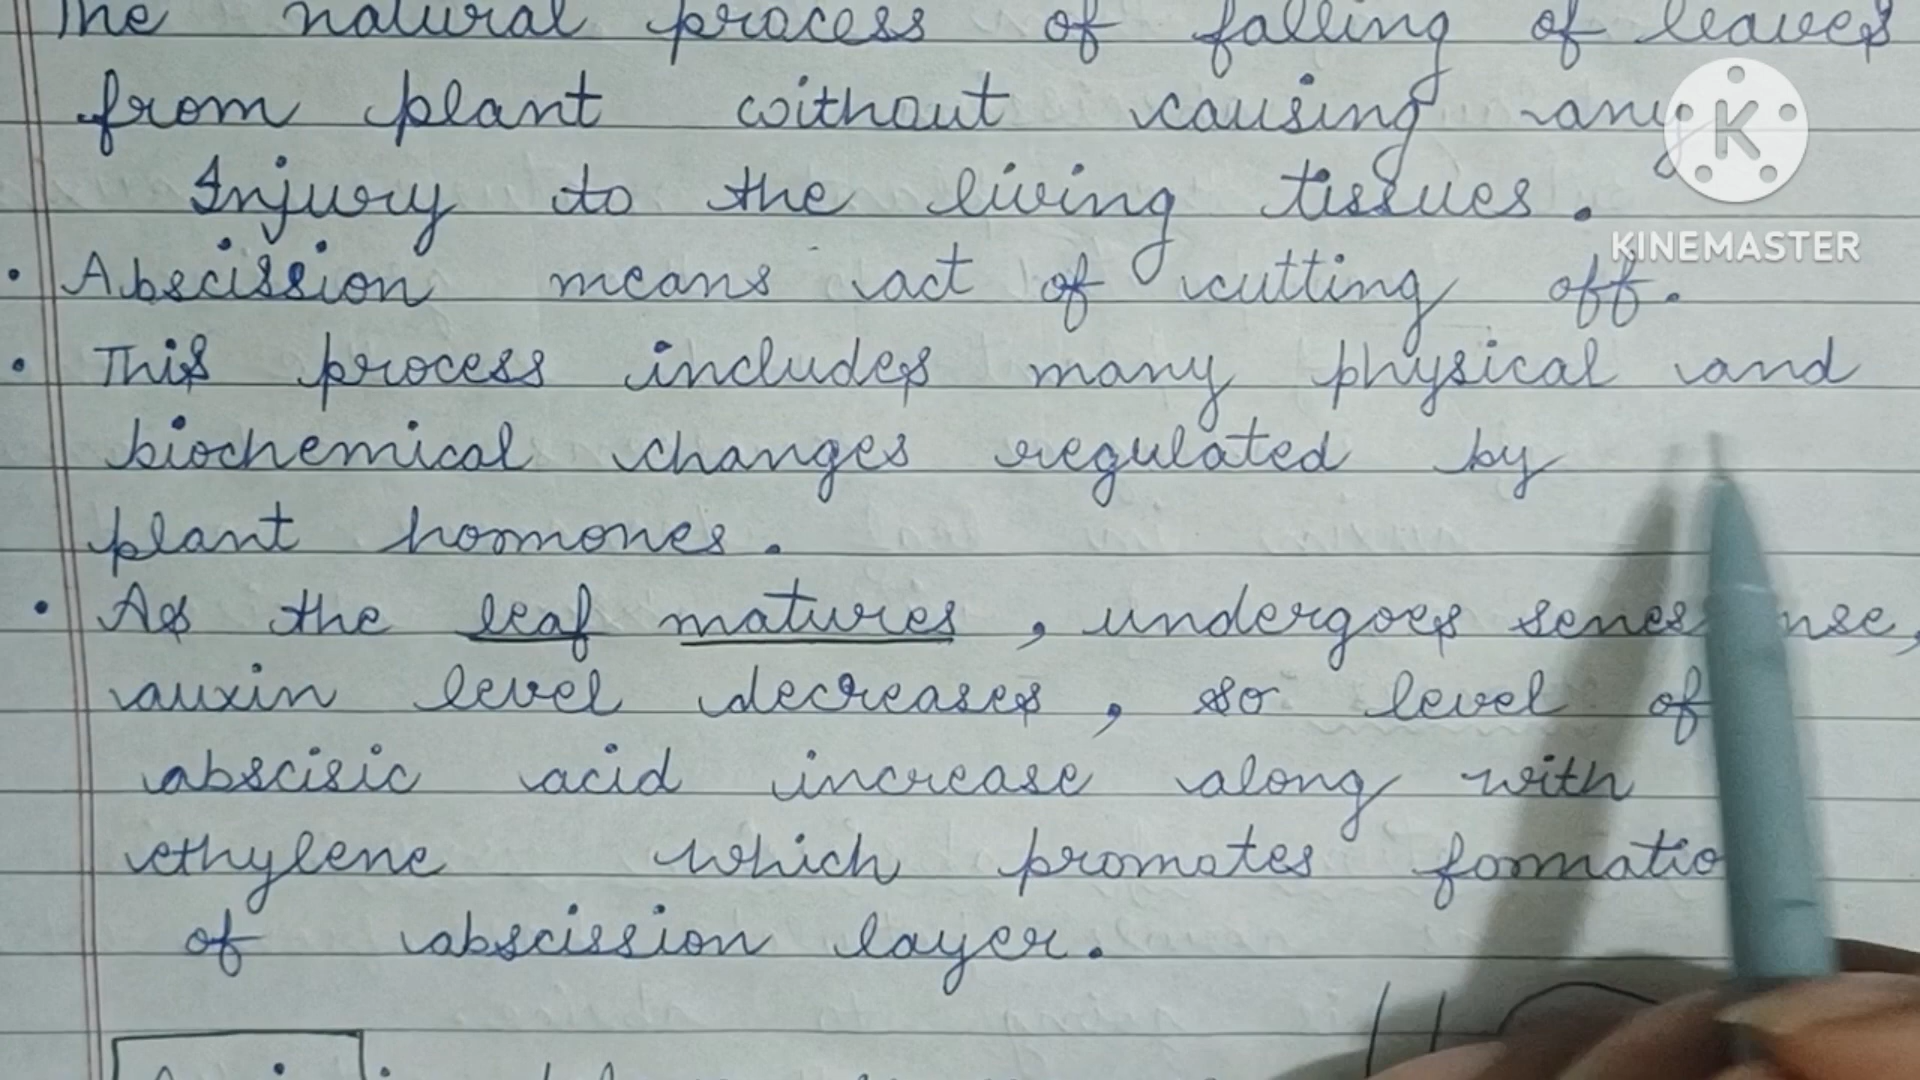 The natural process of falling of leaves
from plant without causing any
Injury to the living tissues.
KINEMASTER
• Abscission means act of cutting off.
• This process includes many physical and
biochemical changes regulated by
plant hormones.
• As the leaf matures, undergoes
auxin level decreases, so level of
abscisic acid increase along with
ethylene which promotes formatio
of abscission layer.